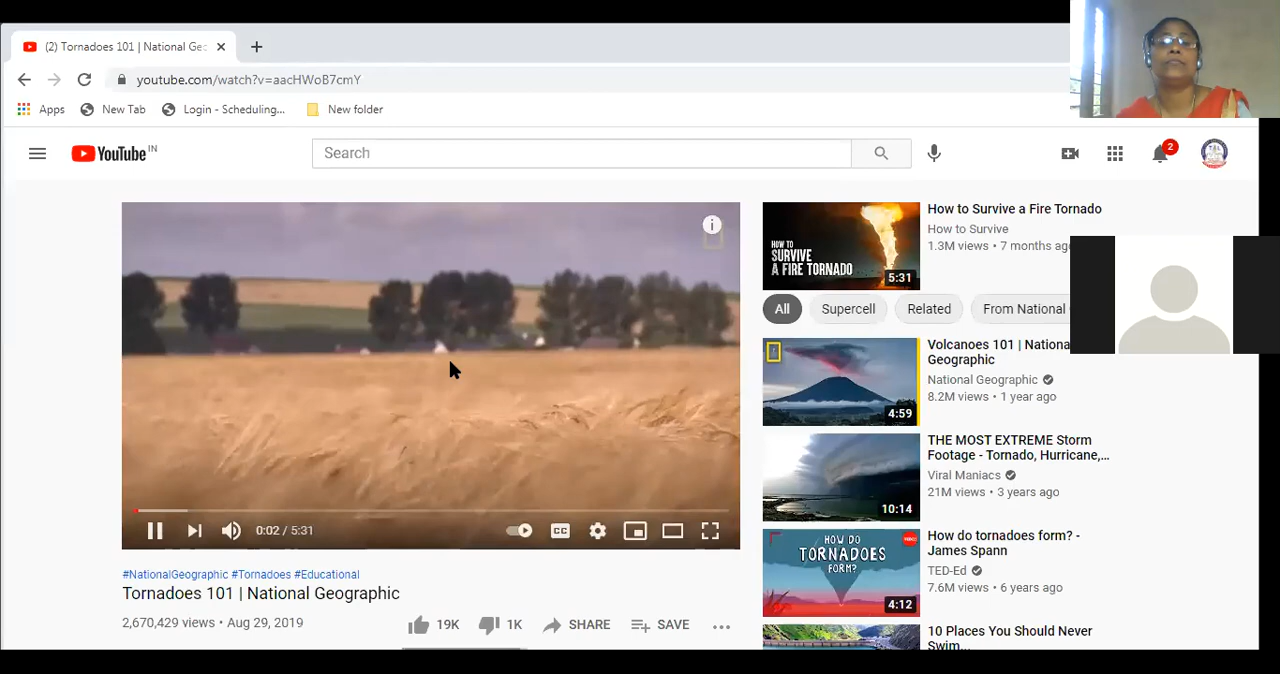 (2) Tornadoes 101 | National Geo
youtube.com/watch?v=aacHWoB7cmY
Apps
New Tab
Login - Scheduling...
New folder
YouTube IN
Search
2
How to Survive a Fire Tornado
How to Survive
1.3M views • 7 months ago
HOW TO
SURVIVE
A FIRE TORNADO
5:31
All
Supercell
Related
From National
Volcanoes 101 | National
Geographic
National Geographic
8.2M views • 1 year ago
4:59
THE MOST EXTREME Storm
Footage - Tornado, Hurricane,...
Viral Maniacs
21M views • 3 years ago
10:14
How do tornadoes form? -
James Spann
TED-Ed
7.6M views • 6 years ago
HOW DO
TORNADOES
FORM?
4:12
10 Places You Should Never
Swim...
0:02 / 5:31
CC
#NationalGeographic #Tornadoes #Educational
Tornadoes 101 | National Geographic
2,670,429 views • Aug 29, 2019
19K
1K
SHARE
SAVE